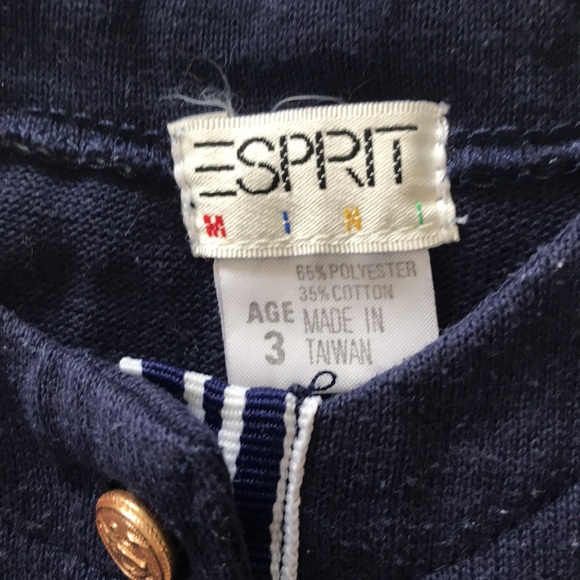 ESPRIT
MINI
65% POLYESTER
35% COTTON
AGE 3
MADE IN
TAIWAN